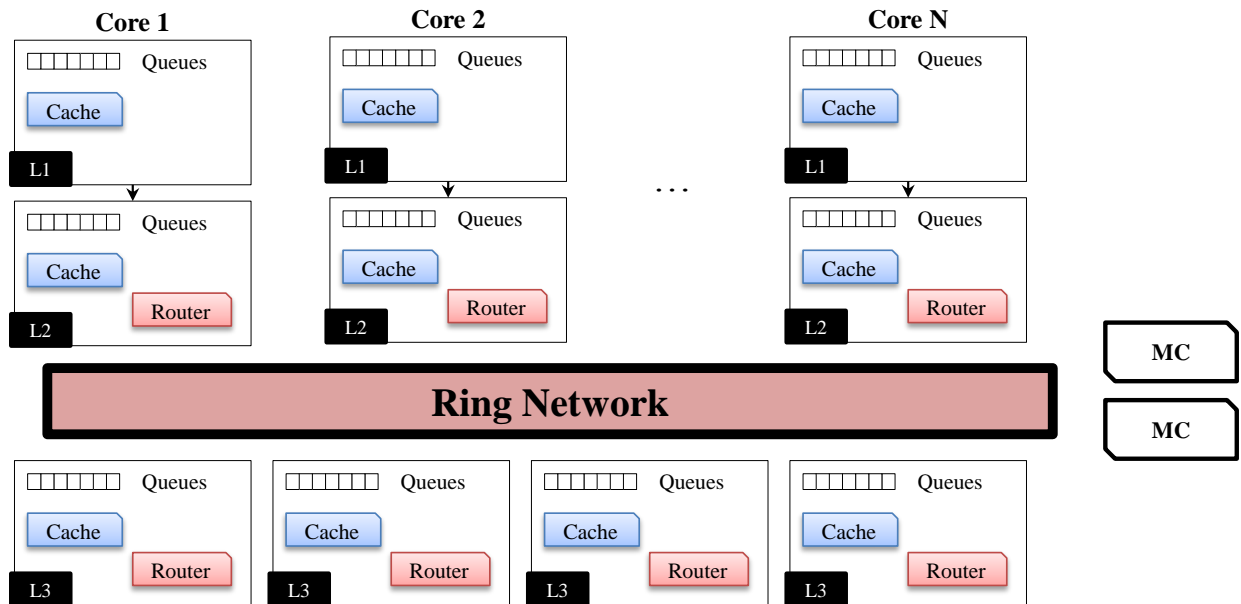 Core 1
Core 2
Core N
Queues
Queues
Queues
Cache
Cache
Cache
L1
L1
L1
. . .
Queues
Queues
Queues
Cache
Cache
Cache
Router
Router
Router
L2
L2
L2
MC
Ring Network
MC
Queues
Queues
Queues
Queues
Cache
Cache
Cache
Cache
Router
Router
Router
Router
L3
L3
L3
L3